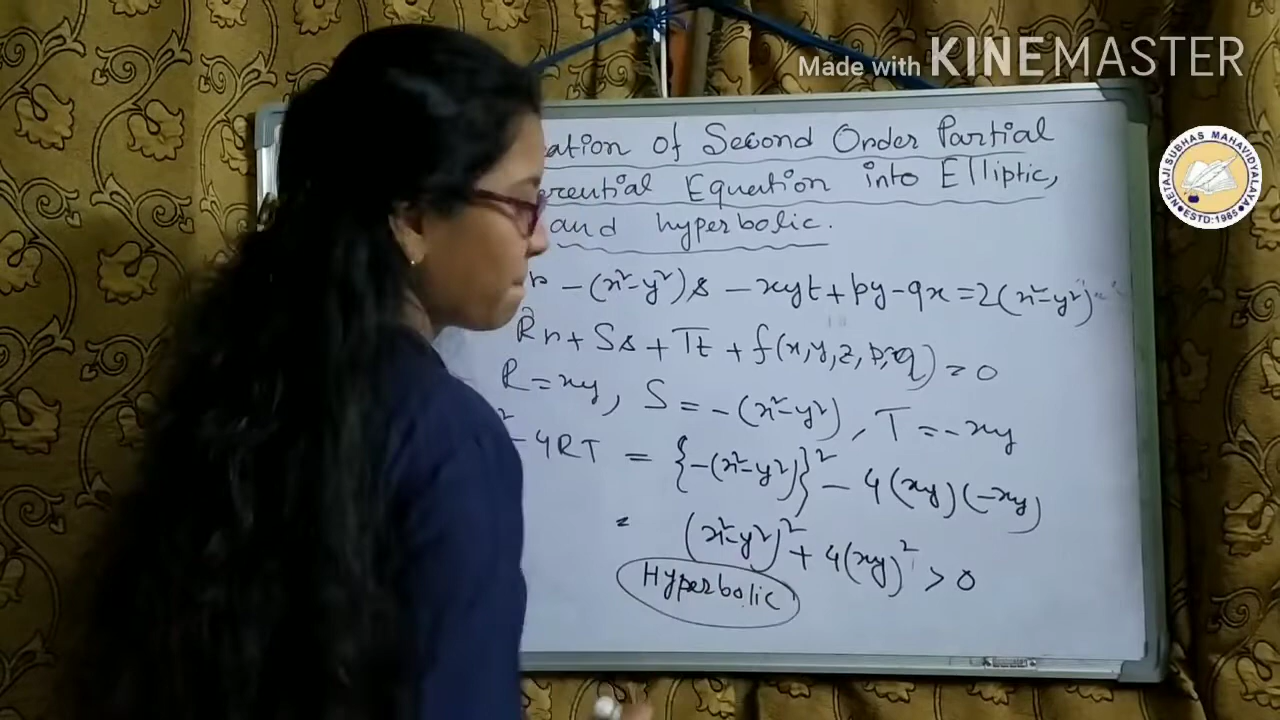 Made with KINEMASTER
NETAJI SUBHAS MAHAVIDYALAYA
ESTD: 1985
ation of Second Order Partial
erential Equation into Elliptic,
and hyperbolic.
r - (x²-y²)s - xyt + py - qx = 2(x²-y²)
Rr + Ss + Tt + f(x,y,z,p,q) = 0
R = xy, S = -(x²-y²), T = -xy
² - 4RT = {-(x²-y²)}² - 4(xy)(-xy)
= (x²-y²)² + 4(xy)² > 0
Hyperbolic